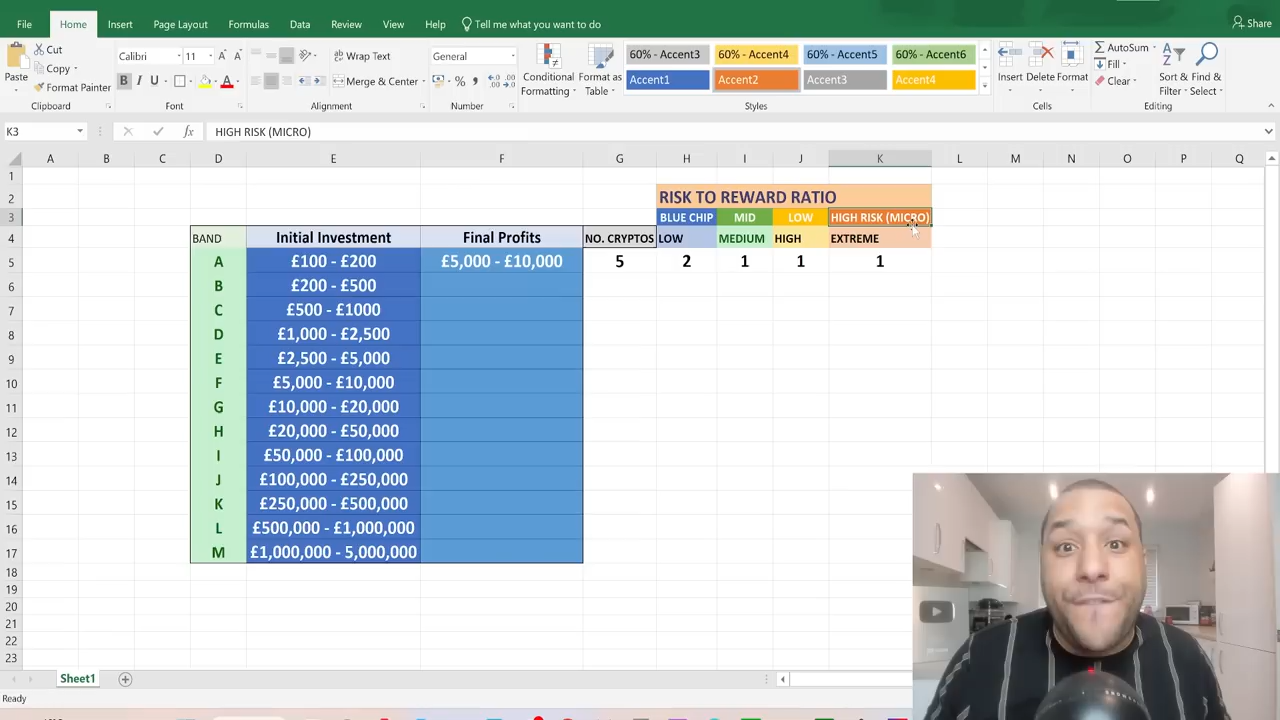 File Home Insert Page Layout Formulas Data Review View Help Tell me what you want to do Share
Paste Cut Copy Format Painter
Calibri 11
B I U
Wrap Text
Merge & Center
General
Conditional Formatting
Format as Table
60% - Accent3 60% - Accent4 60% - Accent5 60% - Accent6
Accent1 Accent2 Accent3 Accent4
Insert Delete Format
AutoSum
Fill
Clear
Sort & Filter
Find & Select
Clipboard Font Alignment Number Styles Cells Editing
K3 fx HIGH RISK (MICRO)
A B C D E F G H I J K L M N O P Q
1
2 RISK TO REWARD RATIO
3 BLUE CHIP MID LOW HIGH RISK (MICRO)
4 BAND Initial Investment Final Profits NO. CRYPTOS LOW MEDIUM HIGH EXTREME
5 A £100 - £200 £5,000 - £10,000 5 2 1 1 1
6 B £200 - £500
7 C £500 - £1000
8 D £1,000 - £2,500
9 E £2,500 - £5,000
10 F £5,000 - £10,000
11 G £10,000 - £20,000
12 H £20,000 - £50,000
13 I £50,000 - £100,000
14 J £100,000 - £250,000
15 K £250,000 - £500,000
16 L £500,000 - £1,000,000
17 M £1,000,000 - 5,000,000
18
19
20
21
22
23
Sheet1
Ready